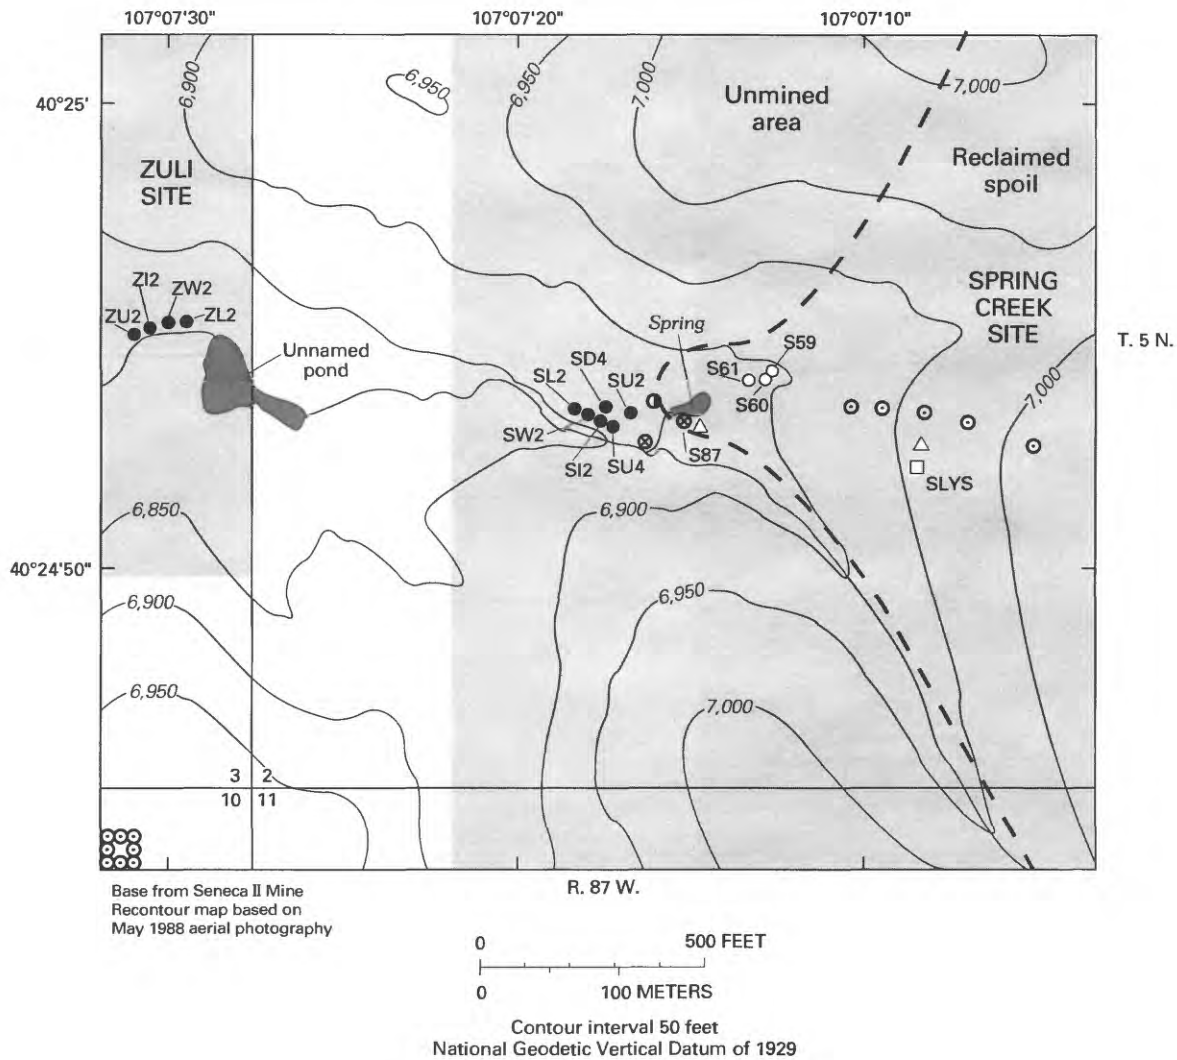 107°07'30"
107°07'20"
107°07'10"
40°25'
6,900
6,950
6,950
7,000
7,000
Unmined
area
Reclaimed
spoil
ZULI
SITE
SPRING
CREEK
SITE
ZI2
ZW2
ZU2
ZL2
Unnamed
pond
Spring
S59
S61
S60
T. 5 N.
SD4
SL2
SU2
SW2
SI2
SU4
S87
SLYS
7,000
6,850
6,900
40°24'50"
6,900
6,950
6,950
7,000
3
2
10
11
Base from Seneca II Mine
Recontour map based on
May 1988 aerial photography
R. 87 W.
0
500 FEET
0
100 METERS
Contour interval 50 feet
National Geodetic Vertical Datum of 1929